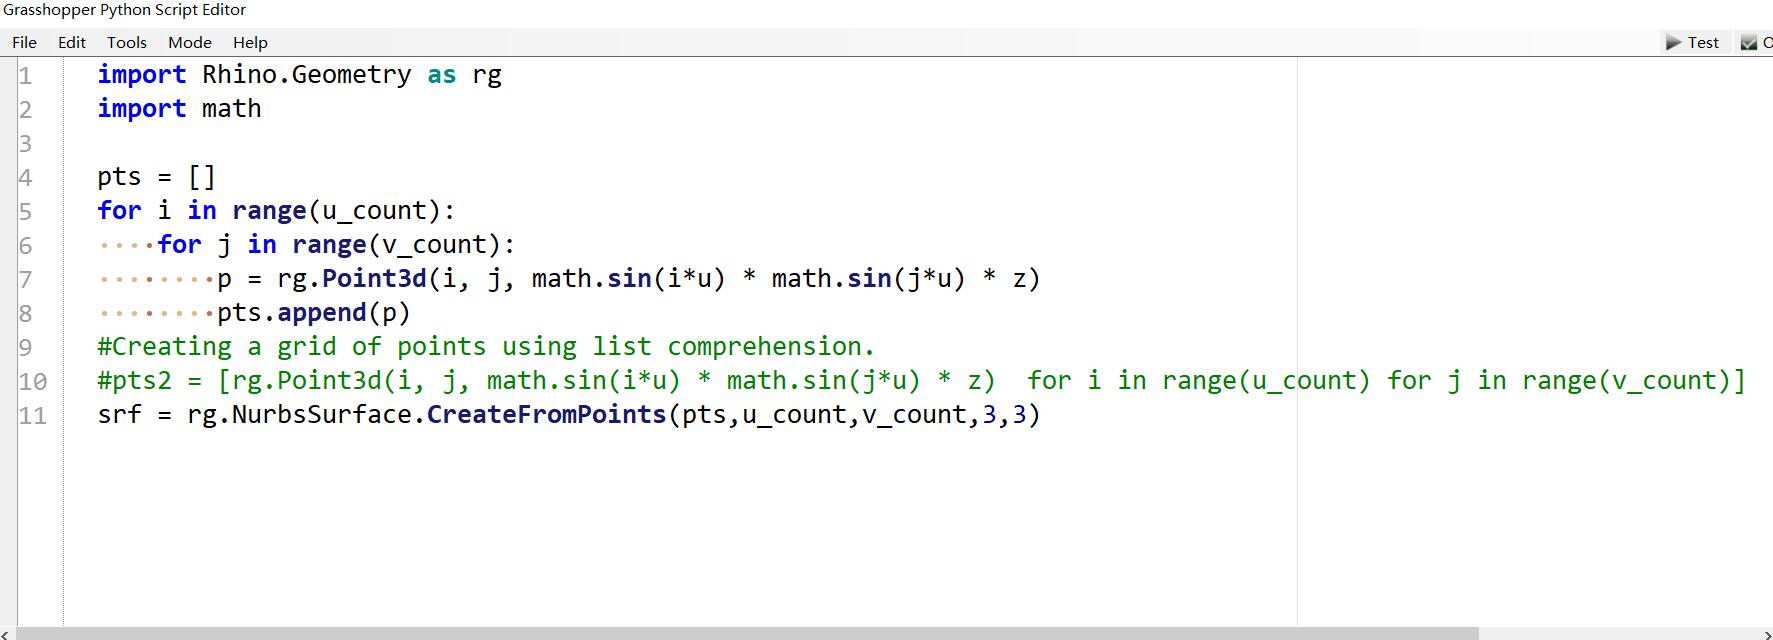 Grasshopper Python Script Editor
File Edit Tools Mode Help Test
1 import Rhino.Geometry as rg
2 import math
3
4 pts = []
5 for i in range(u_count):
6 ····for j in range(v_count):
7 ········p = rg.Point3d(i, j, math.sin(i*u) * math.sin(j*u) * z)
8 ········pts.append(p)
9 #Creating a grid of points using list comprehension.
10 #pts2 = [rg.Point3d(i, j, math.sin(i*u) * math.sin(j*u) * z)  for i in range(u_count) for j in range(v_count)]
11 srf = rg.NurbsSurface.CreateFromPoints(pts,u_count,v_count,3,3)